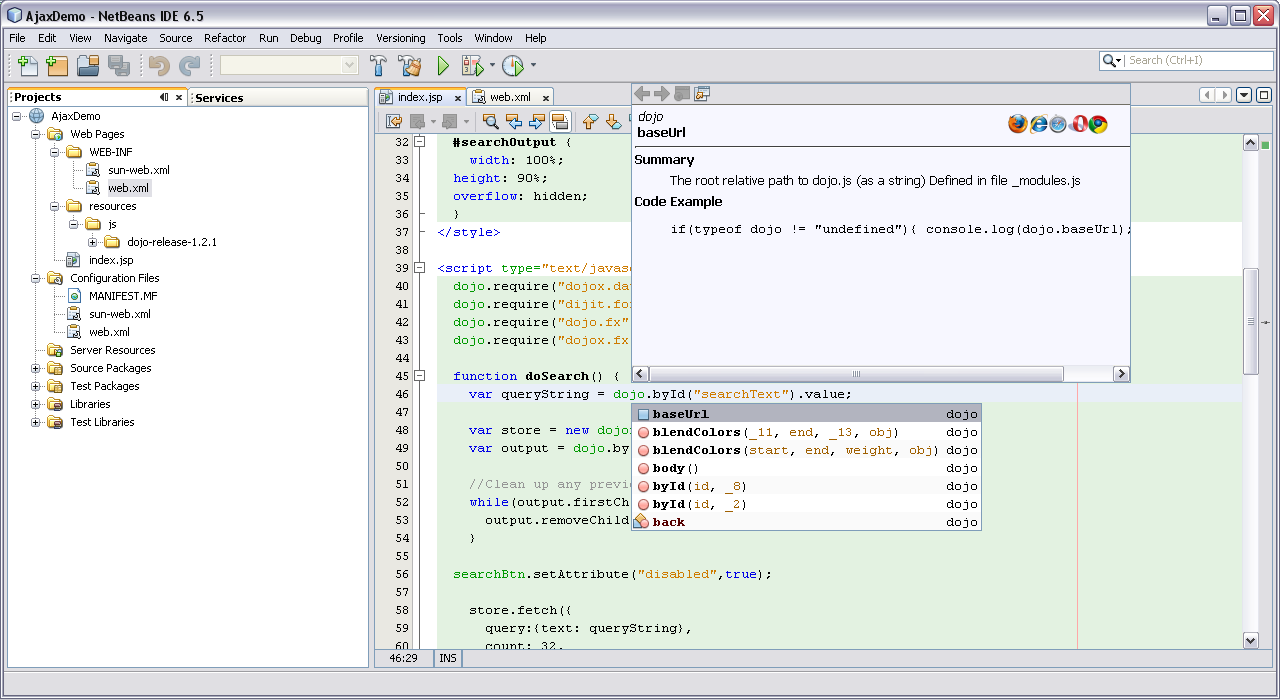 AjaxDemo - NetBeans IDE 6.5
File Edit View Navigate Source Refactor Run Debug Profile Versioning Tools Window Help
Search (Ctrl+I)
Projects
Services
AjaxDemo
Web Pages
WEB-INF
sun-web.xml
web.xml
resources
js
dojo-release-1.2.1
index.jsp
Configuration Files
MANIFEST.MF
sun-web.xml
web.xml
Server Resources
Source Packages
Test Packages
Libraries
Test Libraries
index.jsp
web.xml
32 #searchOutput {
33 width: 100%;
34 height: 90%;
35 overflow: hidden;
36 }
37 </style>
38
39 <script type="text/javas
40 dojo.require("dojox.da
41 dojo.require("dijit.fo
42 dojo.require("dojo.fx"
43 dojo.require("dojox.fx
44
45 function doSearch() {
46 var queryString = dojo.byId("searchText").value;
47
48 var store = new dojo
49 var output = dojo.by
50
51 //Clean up any previ
52 while(output.firstCh
53 output.removeChild
54 }
56 searchBtn.setAttribute("disabled",true);
57
58 store.fetch({
59 query:{text: queryString},
60 count: 32,
dojo
baseUrl
Summary
The root relative path to dojo.js (as a string) Defined in file _modules.js
Code Example
if(typeof dojo != "undefined"){ console.log(dojo.baseUrl);
baseUrl dojo
blendColors(_11, end, _13, obj) dojo
blendColors(start, end, weight, obj) dojo
body() dojo
byId(id, _8) dojo
byId(id, _2) dojo
back dojo
46:29 INS